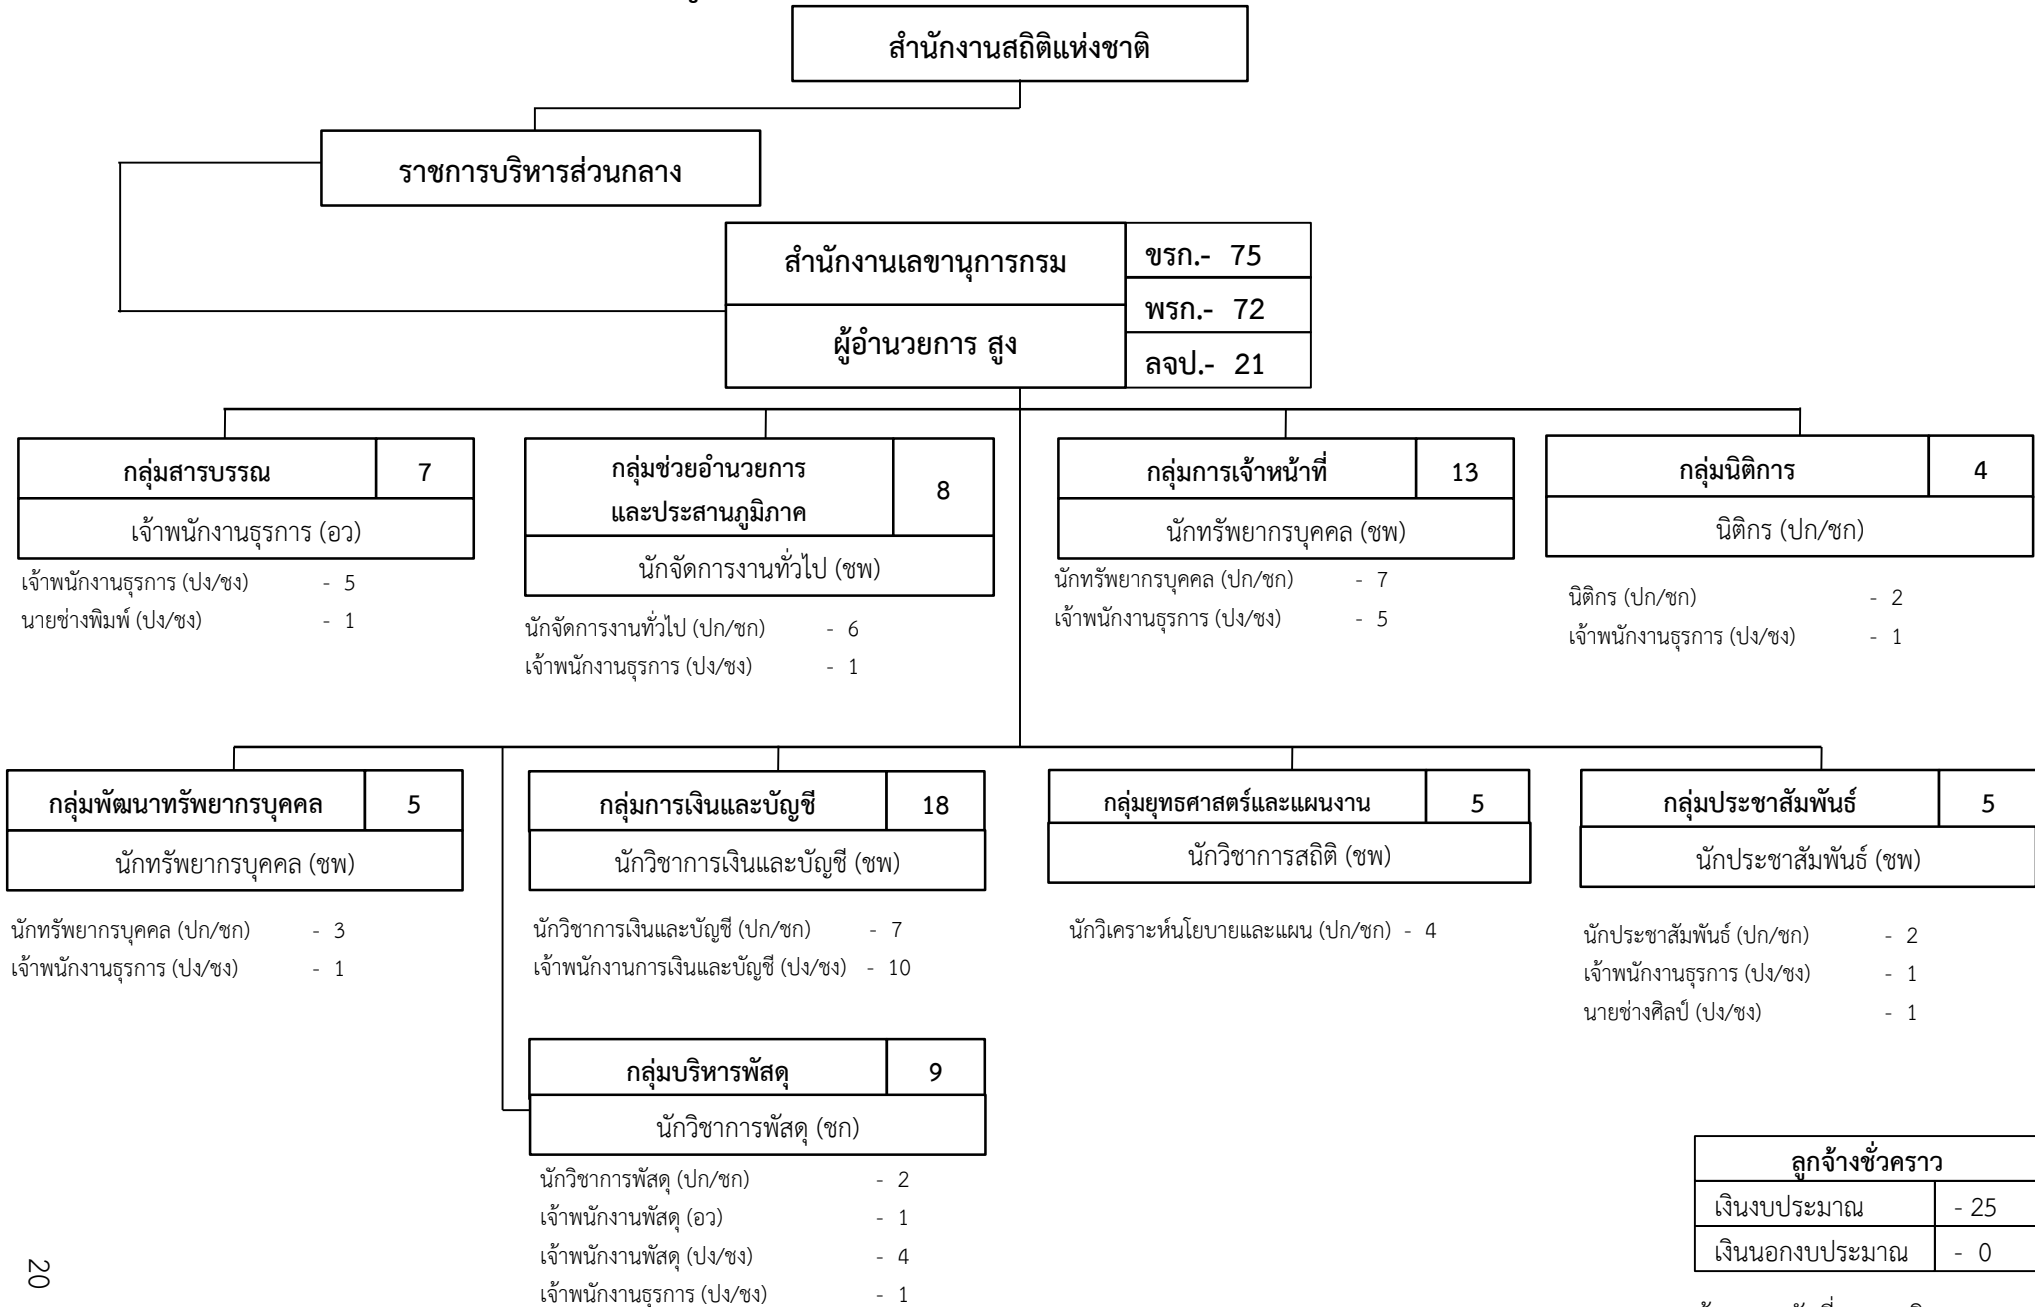 สำนักงานสถิติแห่งชาติ
ราชการบริหารส่วนกลาง
สำนักงานเลขานุการกรม
ผู้อำนวยการ สูง
ขรก.- 75
พรก.- 72
ลจป.- 21
กลุ่มสารบรรณ 7
เจ้าพนักงานธุรการ (อว)
เจ้าพนักงานธุรการ (ปง/ชง) - 5
นายช่างพิมพ์ (ปง/ชง) - 1
กลุ่มช่วยอำนวยการ
และประสานภูมิภาค
8
นักจัดการงานทั่วไป (ชพ)
นักจัดการงานทั่วไป (ปก/ชก) - 6
เจ้าพนักงานธุรการ (ปง/ชง) - 1
กลุ่มการเจ้าหน้าที่ 13
นักทรัพยากรบุคคล (ชพ)
นักทรัพยากรบุคคล (ปก/ชก) - 7
เจ้าพนักงานธุรการ (ปง/ชง) - 5
กลุ่มนิติการ 4
นิติกร (ปก/ชก)
นิติกร (ปก/ชก) - 2
เจ้าพนักงานธุรการ (ปง/ชง) - 1
กลุ่มพัฒนาทรัพยากรบุคคล 5
นักทรัพยากรบุคคล (ชพ)
นักทรัพยากรบุคคล (ปก/ชก) - 3
เจ้าพนักงานธุรการ (ปง/ชง) - 1
กลุ่มการเงินและบัญชี 18
นักวิชาการเงินและบัญชี (ชพ)
นักวิชาการเงินและบัญชี (ปก/ชก) - 7
เจ้าพนักงานการเงินและบัญชี (ปง/ชง) - 10
กลุ่มยุทธศาสตร์และแผนงาน 5
นักวิชาการสถิติ (ชพ)
นักวิเคราะห์นโยบายและแผน (ปก/ชก) - 4
กลุ่มประชาสัมพันธ์ 5
นักประชาสัมพันธ์ (ชพ)
นักประชาสัมพันธ์ (ปก/ชก) - 2
เจ้าพนักงานธุรการ (ปง/ชง) - 1
นายช่างศิลป์ (ปง/ชง) - 1
กลุ่มบริหารพัสดุ 9
นักวิชาการพัสดุ (ชก)
นักวิชาการพัสดุ (ปก/ชก) - 2
เจ้าพนักงานพัสดุ (อว) - 1
เจ้าพนักงานพัสดุ (ปง/ชง) - 4
เจ้าพนักงานธุรการ (ปง/ชง) - 1
ลูกจ้างชั่วคราว
เงินงบประมาณ - 25
เงินนอกงบประมาณ - 0
20